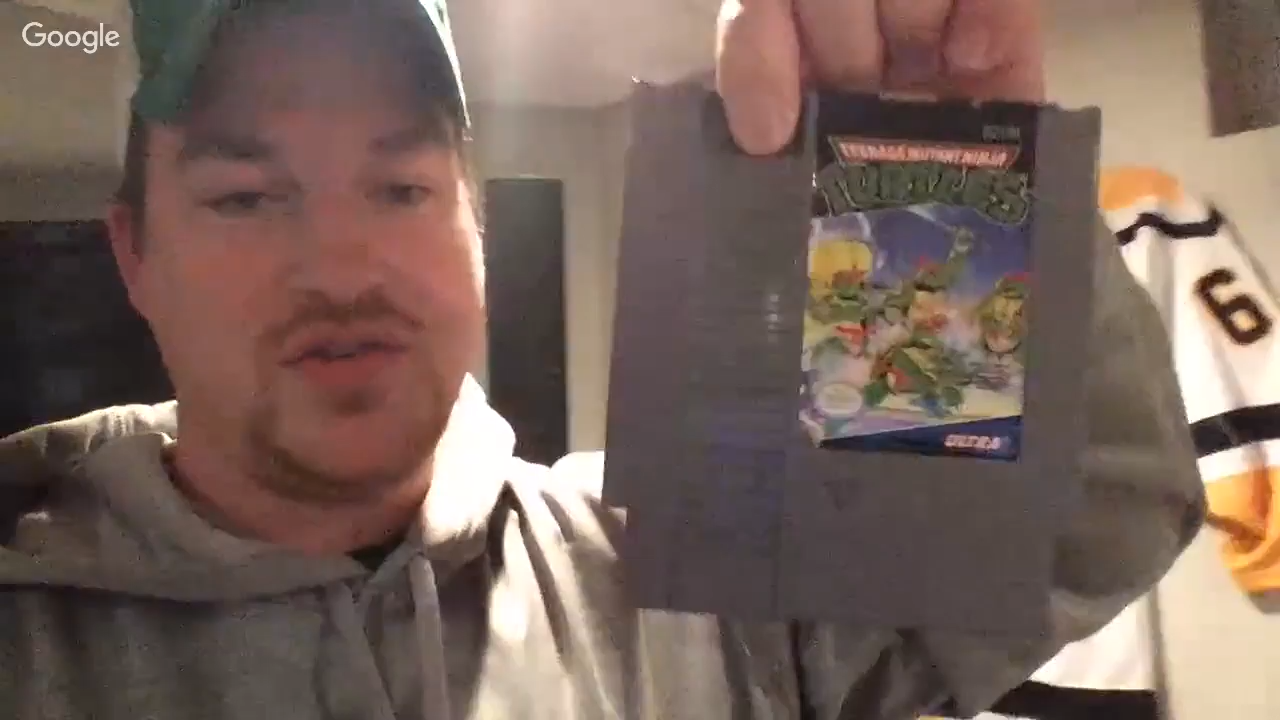 Google
TEENAGE MUTANT NINJA
TURTLES
ULTRA
6